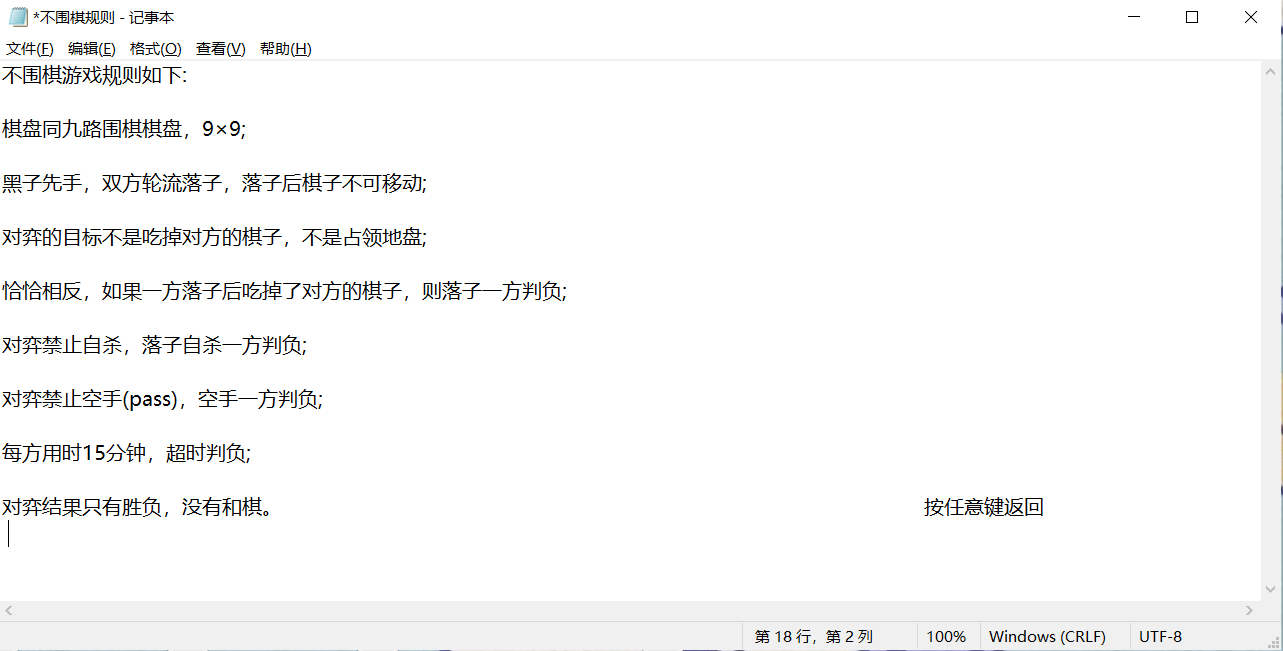 *不围棋规则 - 记事本
文件(F) 编辑(E) 格式(O) 查看(V) 帮助(H)
不围棋游戏规则如下:
棋盘同九路围棋棋盘，9×9;
黑子先手，双方轮流落子，落子后棋子不可移动;
对弈的目标不是吃掉对方的棋子，不是占领地盘;
恰恰相反，如果一方落子后吃掉了对方的棋子，则落子一方判负;
对弈禁止自杀，落子自杀一方判负;
对弈禁止空手(pass)，空手一方判负;
每方用时15分钟，超时判负;
对弈结果只有胜负，没有和棋。 按任意键返回
第 18 行，第 2 列 100% Windows (CRLF) UTF-8